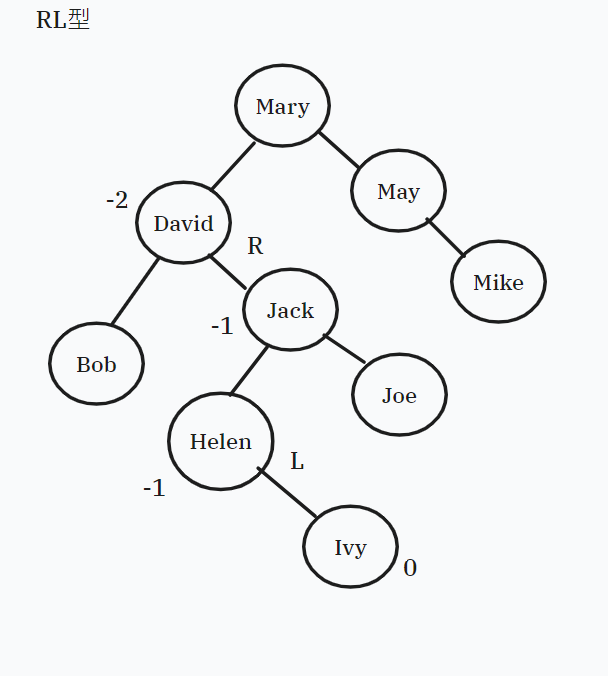 RL型
Mary
May
-2
David
R
Mike
Jack
-1
Bob
Joe
Helen
L
-1
Ivy
0